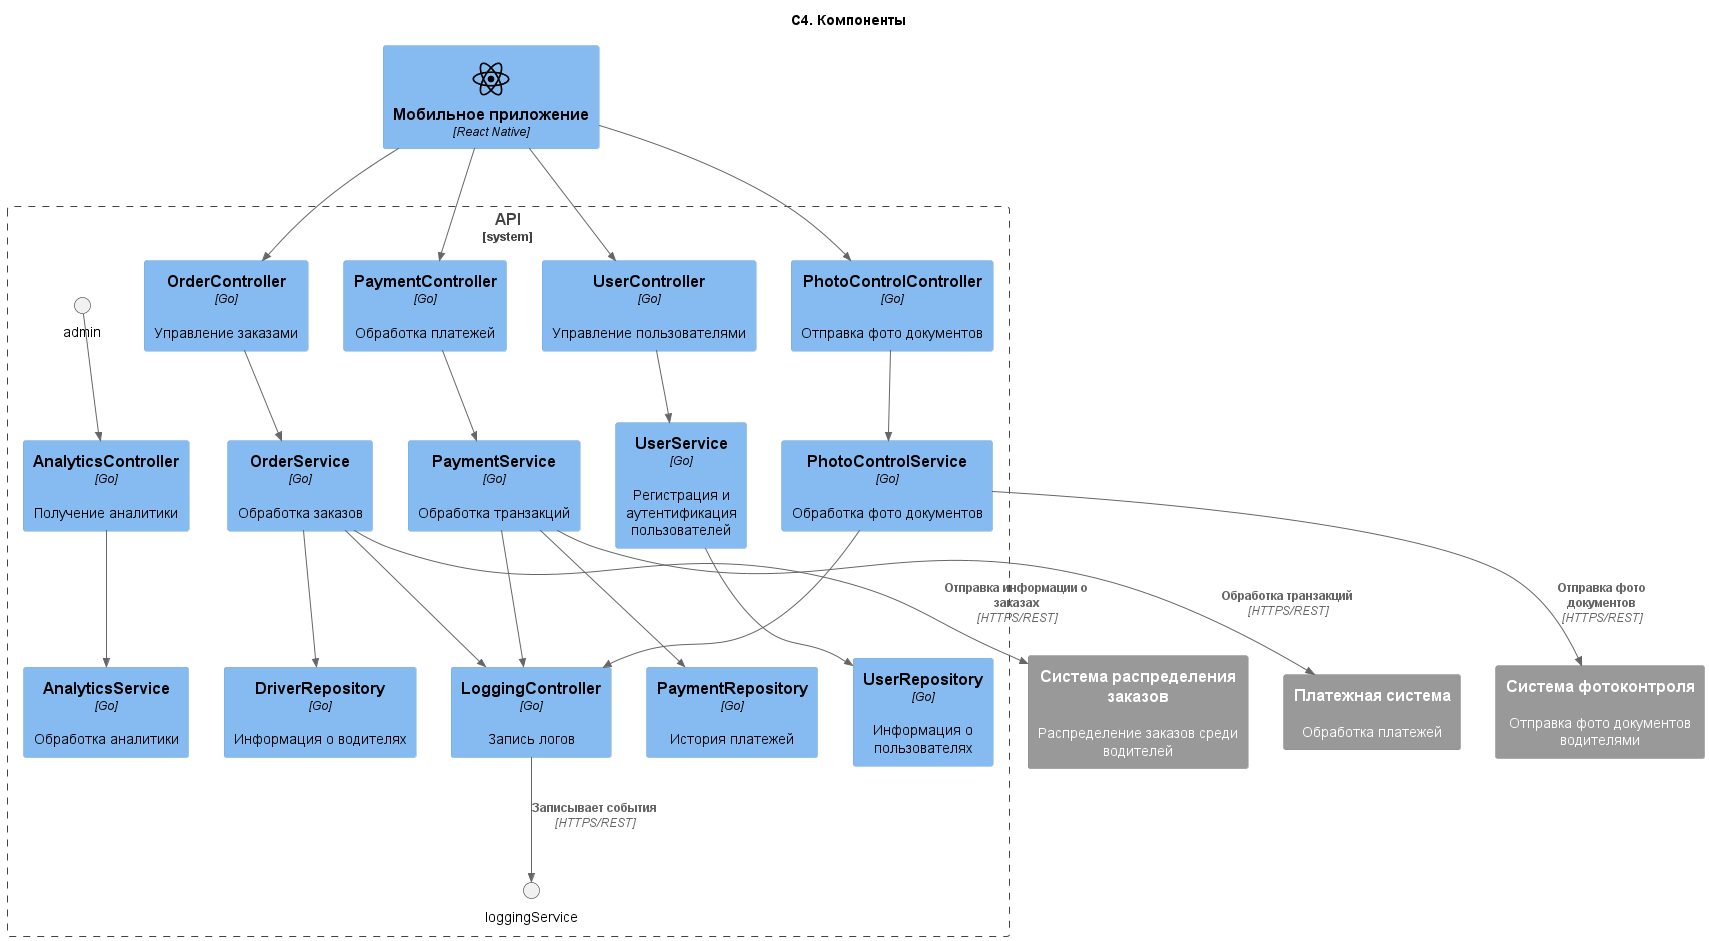 C4. Компоненты
Мобильное приложение
[React Native]
API
[system]
OrderController
[Go]
Управление заказами
PaymentController
[Go]
Обработка платежей
UserController
[Go]
Управление пользователями
PhotoControlController
[Go]
Отправка фото документов
admin
AnalyticsController
[Go]
Получение аналитики
OrderService
[Go]
Обработка заказов
PaymentService
[Go]
Обработка транзакций
UserService
[Go]
Регистрация и
аутентификация
пользователей
PhotoControlService
[Go]
Обработка фото документов
Отправка информации о
заказах
[HTTPS/REST]
Обработка транзакций
[HTTPS/REST]
Отправка фото
документов
[HTTPS/REST]
AnalyticsService
[Go]
Обработка аналитики
DriverRepository
[Go]
Информация о водителях
LoggingController
[Go]
Запись логов
PaymentRepository
[Go]
История платежей
UserRepository
[Go]
Информация о
пользователях
Система распределения
заказов
Распределение заказов среди
водителей
Платежная система
Обработка платежей
Система фотоконтроля
Отправка фото документов
водителями
Записывает события
[HTTPS/REST]
loggingService